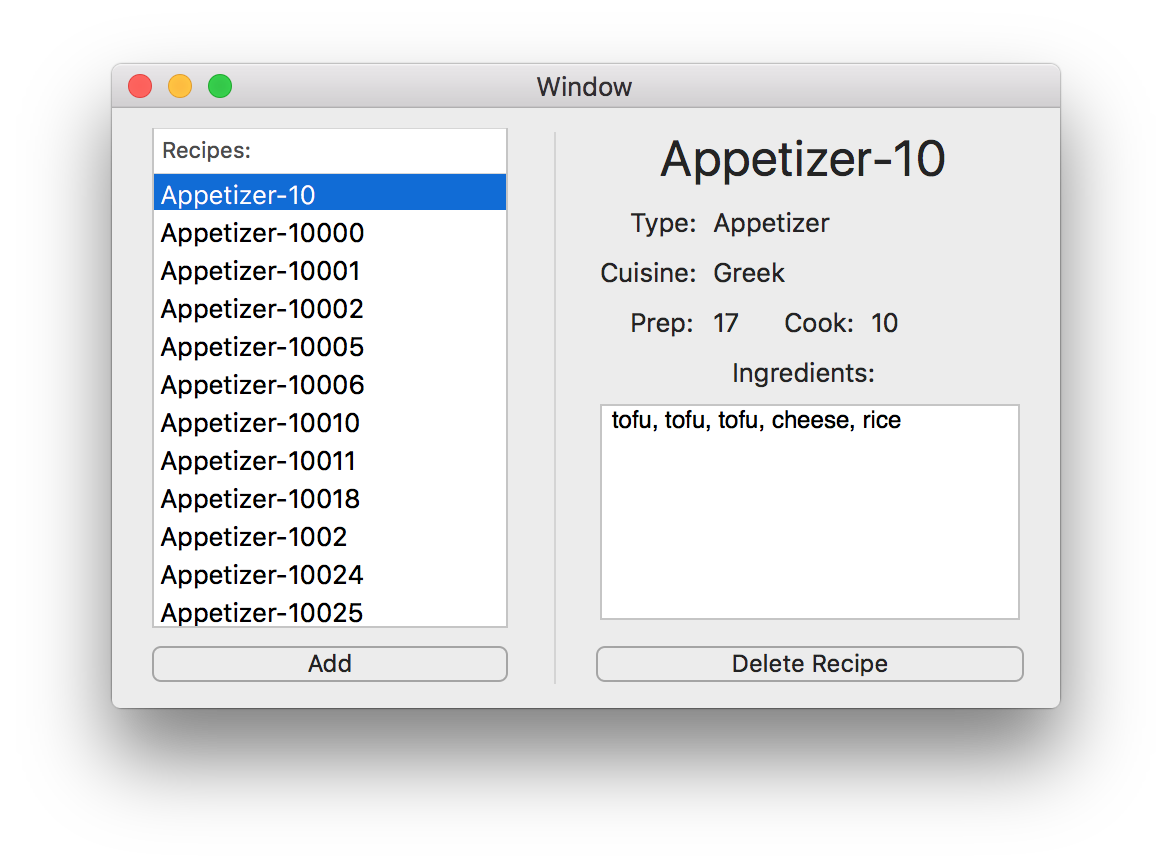 Window
Recipes:
Appetizer-10
Appetizer-10000
Appetizer-10001
Appetizer-10002
Appetizer-10005
Appetizer-10006
Appetizer-10010
Appetizer-10011
Appetizer-10018
Appetizer-1002
Appetizer-10024
Appetizer-10025
Add
Appetizer-10
Type: Appetizer
Cuisine: Greek
Prep: 17 Cook: 10
Ingredients:
tofu, tofu, tofu, cheese, rice
Delete Recipe